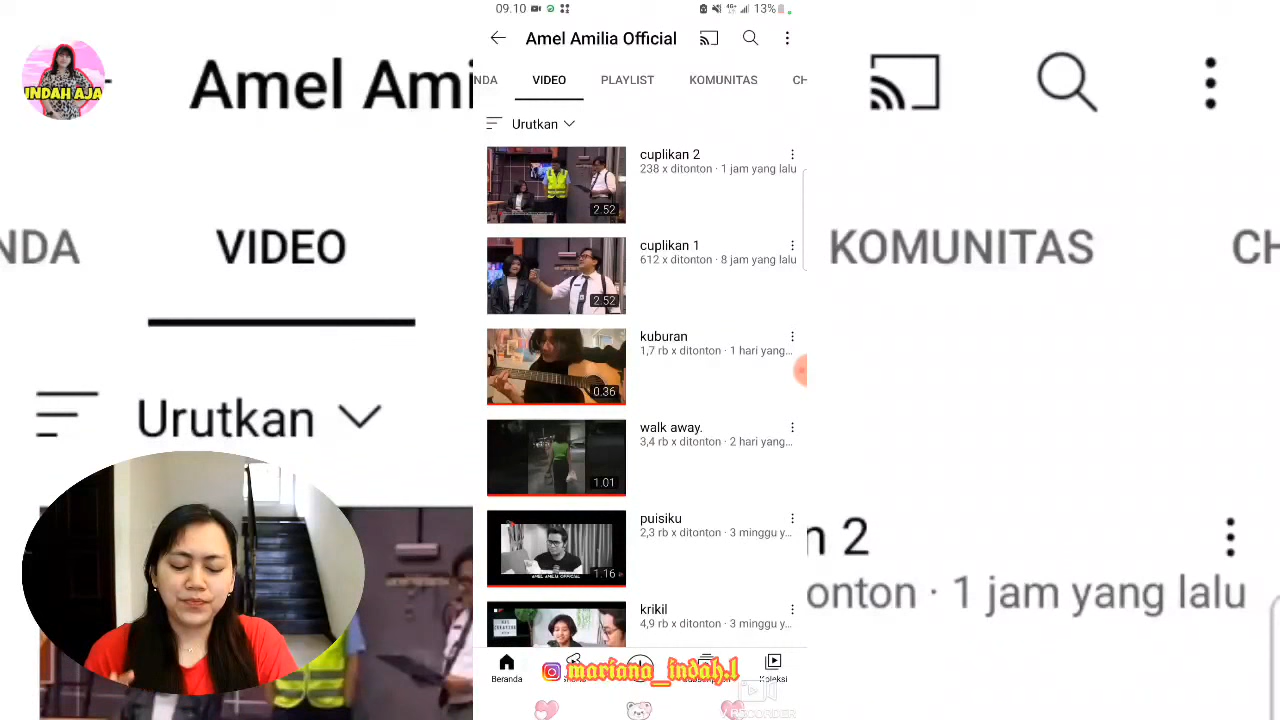 09.10
4G+
13%
Amel Amilia Official
NDA
VIDEO
PLAYLIST
KOMUNITAS
CH
Urutkan
cuplikan 2
238 x ditonton · 1 jam yang lalu
2.52
cuplikan 1
612 x ditonton · 8 jam yang lalu
2.52
kuburan
1,7 rb x ditonton · 1 hari yang...
0.36
walk away.
3,4 rb x ditonton · 2 hari yang...
1.01
puisiku
2,3 rb x ditonton · 3 minggu y...
AMEL AMILIA OFFICIAL
1.16
krikil
4,9 rb x ditonton · 3 minggu y...
Beranda
Koleksi
mariana_indah.l
RECORDER
INDAH AJA
Amel Ami
NDA
VIDEO
Urutkan
KOMUNITAS
CH
n 2
onton · 1 jam yang lalu